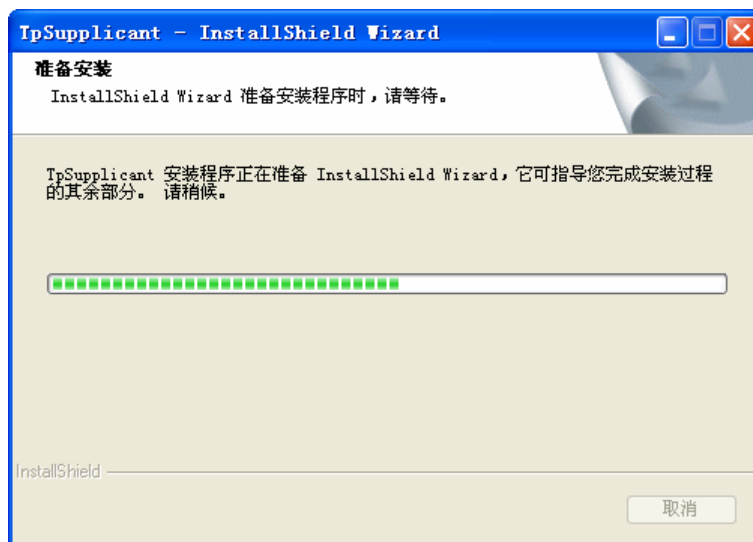 TpSupplicant - InstallShield Wizard
准备安装
InstallShield Wizard 准备安装程序时，请等待。
TpSupplicant 安装程序正在准备 InstallShield Wizard，它可指导您完成安装过程
的其余部分。 请稍候。
InstallShield
取消